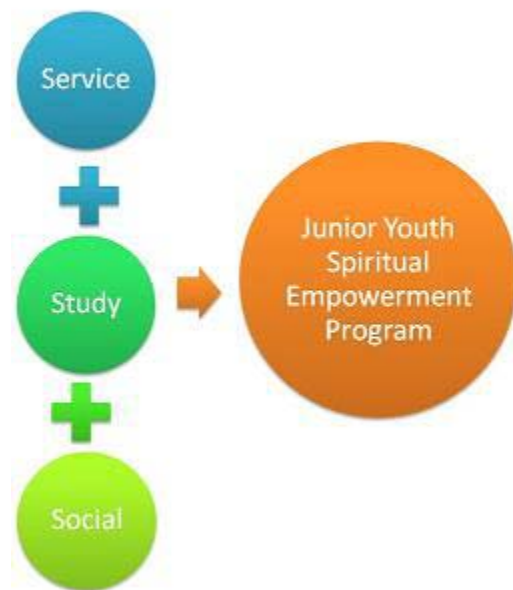 Service
Study
Social
Junior Youth
Spiritual
Empowerment
Program